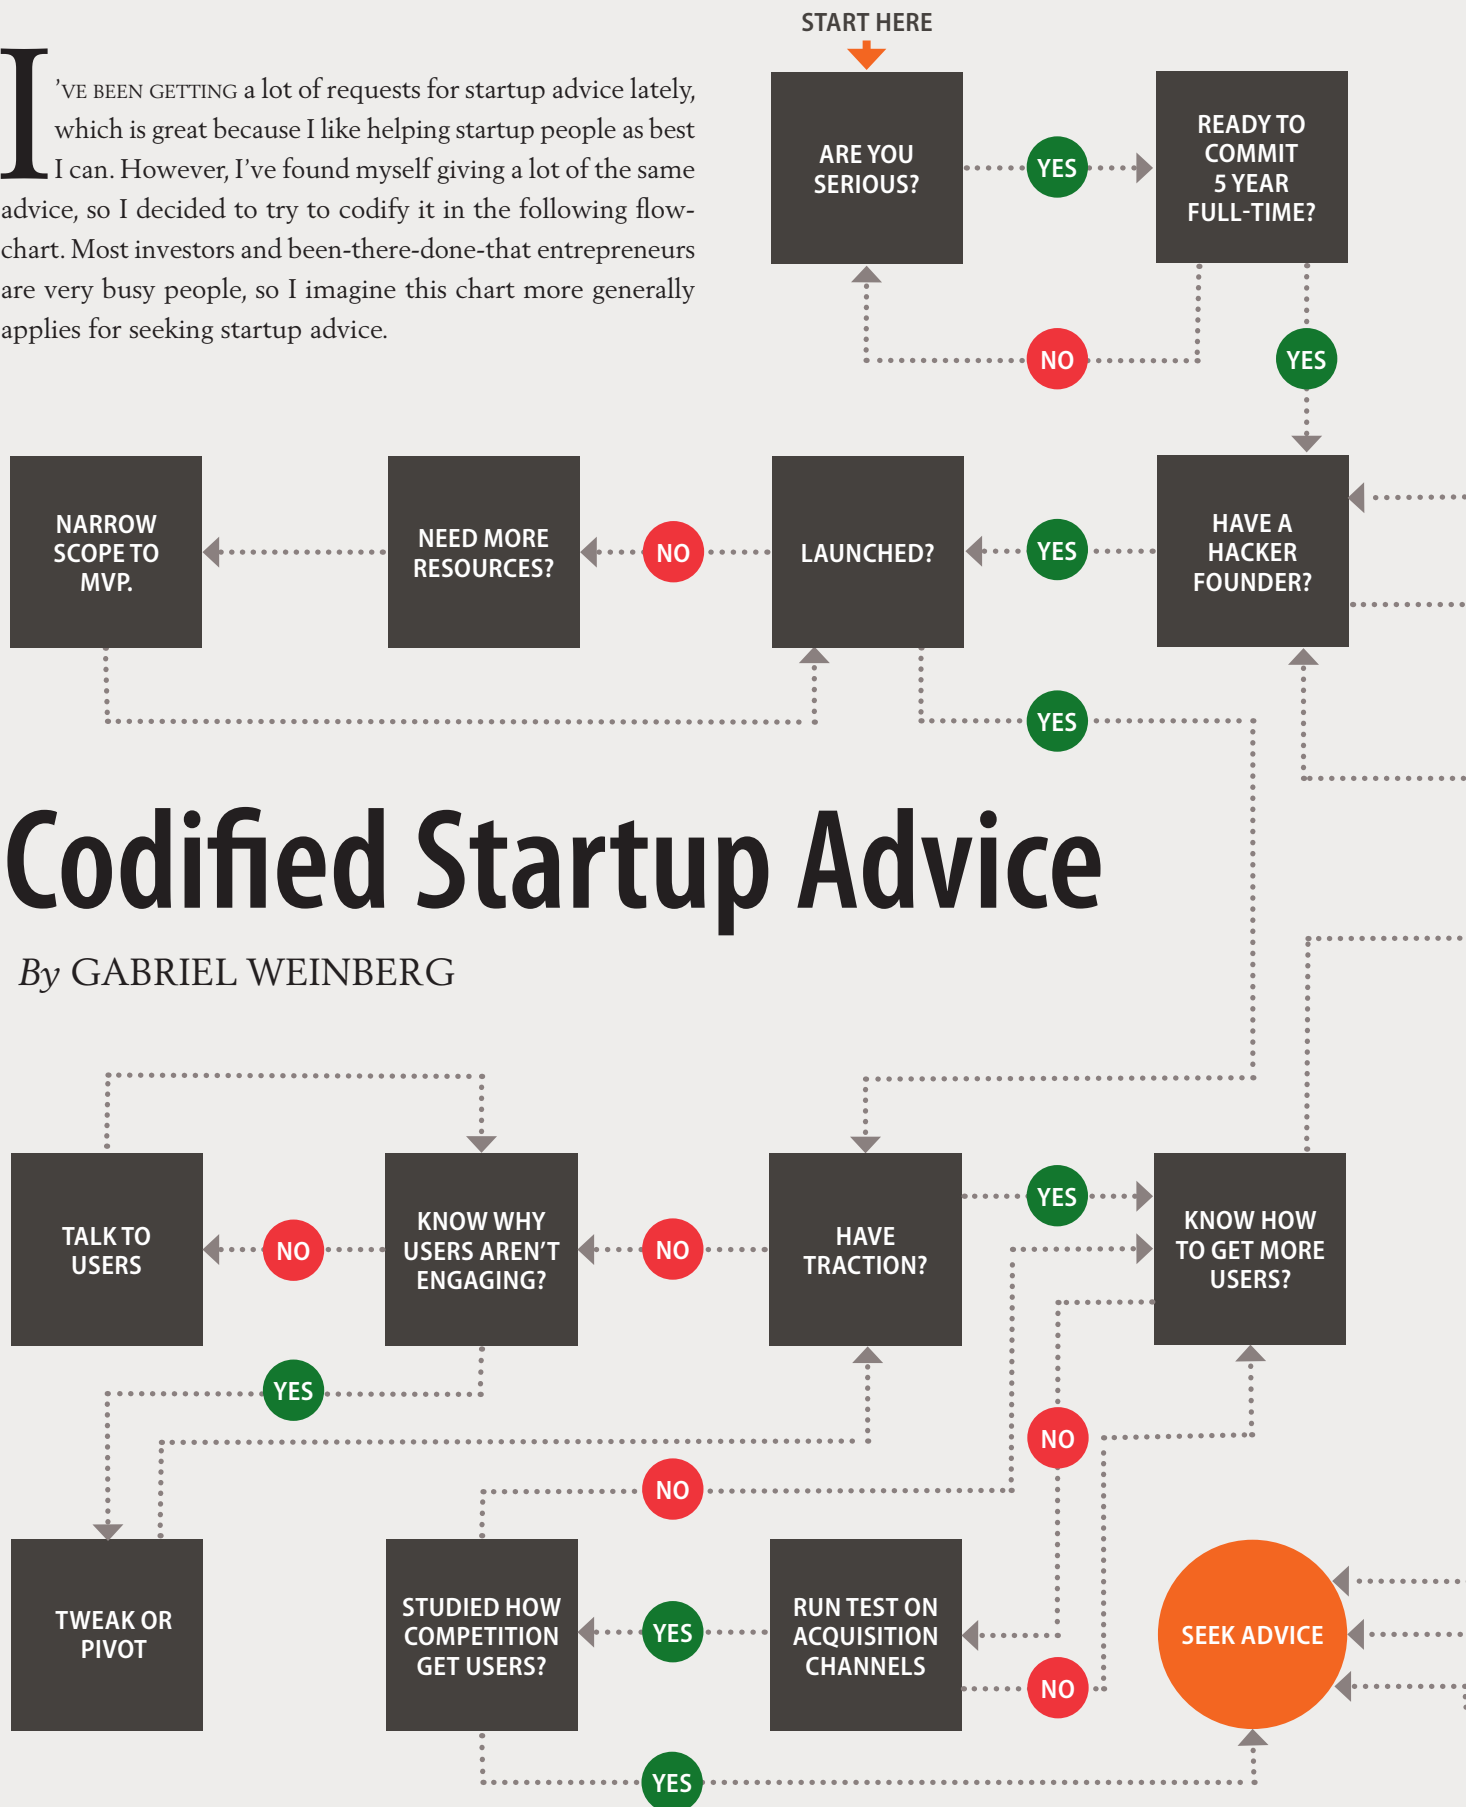 START HERE
I'VE BEEN GETTING a lot of requests for startup advice lately,
which is great because I like helping startup people as best
I can. However, I've found myself giving a lot of the same
advice, so I decided to try to codify it in the following flow-
chart. Most investors and been-there-done-that entrepreneurs
are very busy people, so I imagine this chart more generally
applies for seeking startup advice.
ARE YOU
SERIOUS?
YES
READY TO
COMMIT
5 YEAR
FULL-TIME?
NO
YES
NARROW
SCOPE TO
MVP.
NEED MORE
RESOURCES?
NO
LAUNCHED?
YES
HAVE A
HACKER
FOUNDER?
YES
Codified Startup Advice
By GABRIEL WEINBERG
TALK TO
USERS
NO
KNOW WHY
USERS AREN'T
ENGAGING?
NO
HAVE
TRACTION?
YES
KNOW HOW
TO GET MORE
USERS?
YES
NO
NO
TWEAK OR
PIVOT
STUDIED HOW
COMPETITION
GET USERS?
YES
RUN TEST ON
ACQUISITION
CHANNELS
NO
SEEK ADVICE
YES